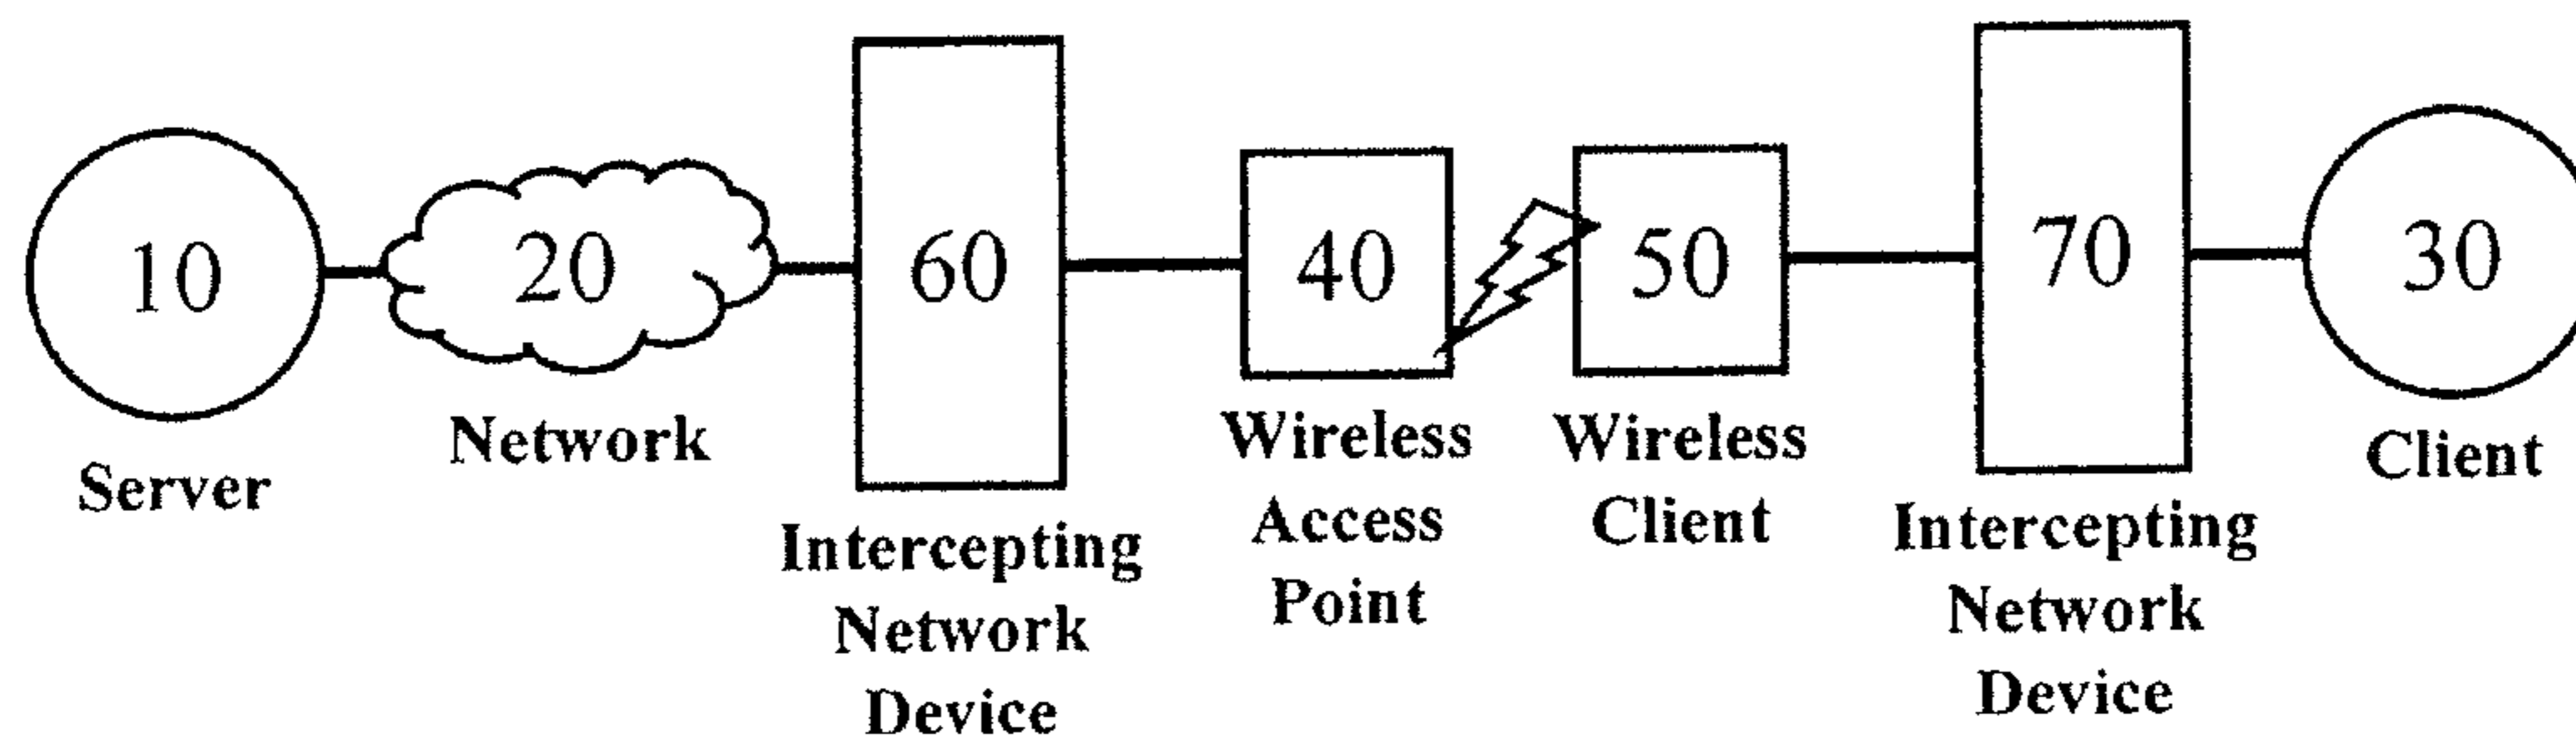 10
20
60
40
50
70
30
Server
Network
Intercepting
Network
Device
Wireless
Access
Point
Wireless
Client
Intercepting
Network
Device
Client